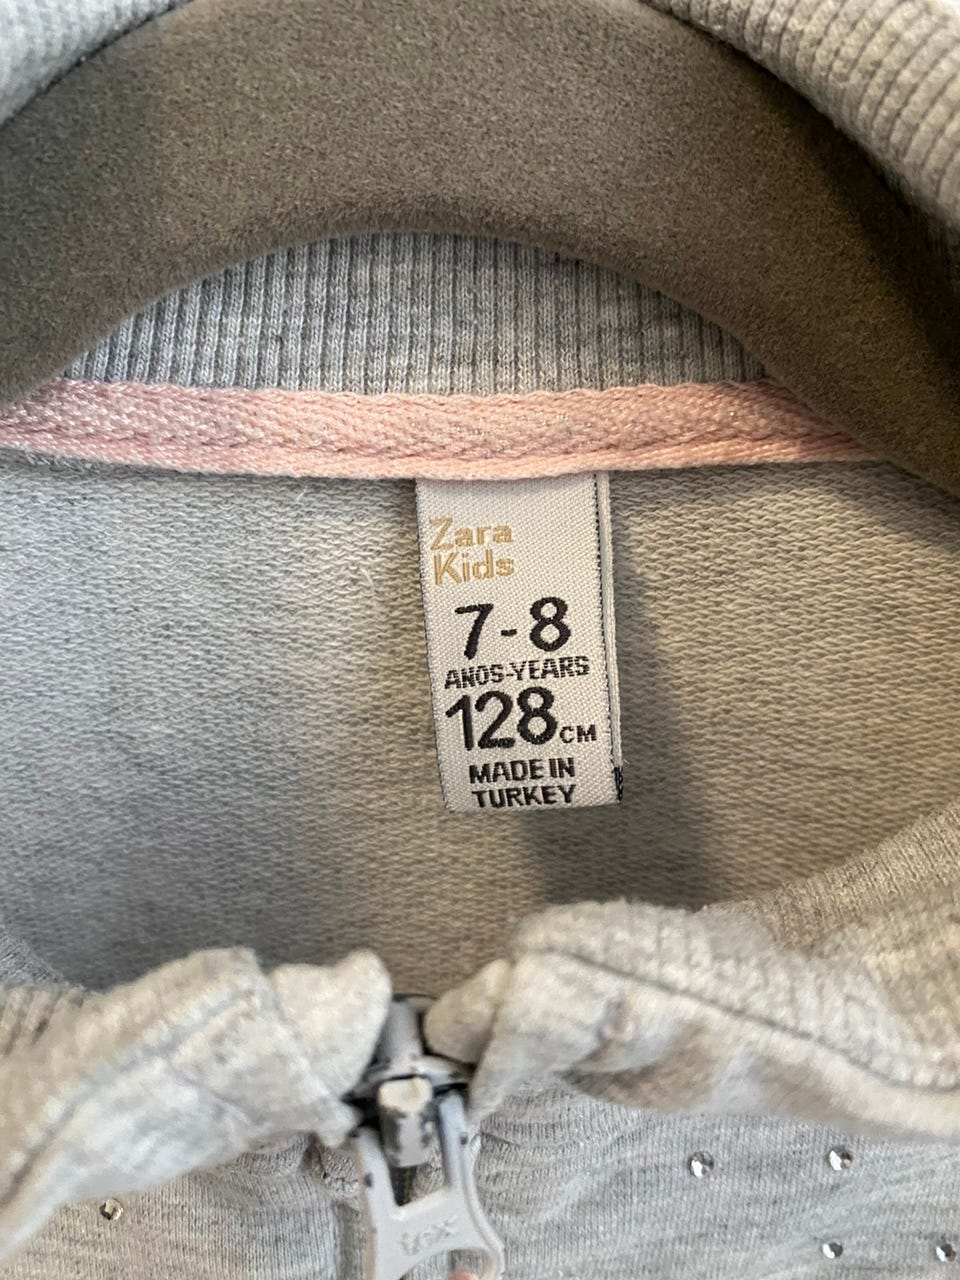 Zara
Kids
7-8
ANOS-YEARS
128CM
MADE IN
TURKEY